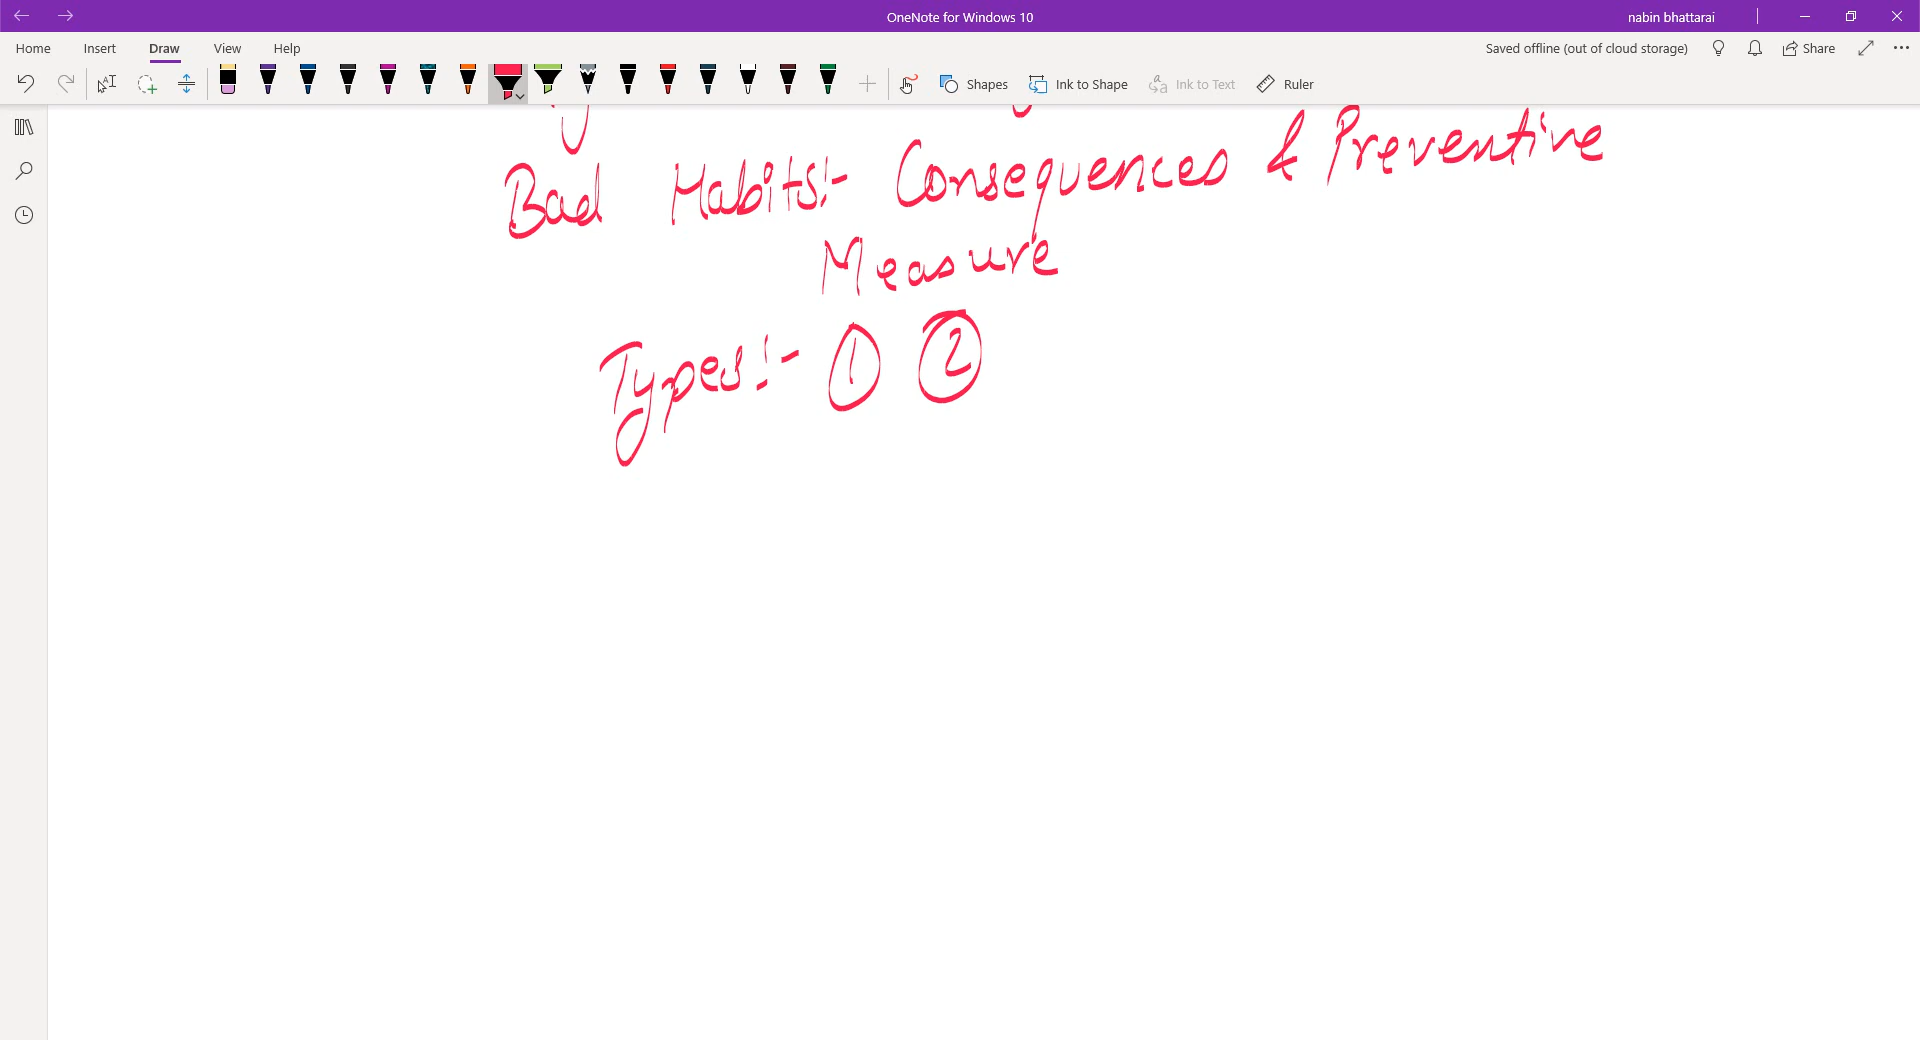 OneNote for Windows 10
nabin bhattarai
Home Insert Draw View Help
Saved offline (out of cloud storage)
Share
Shapes Ink to Shape Ink to Text Ruler
Bad Habits:- Consequences & Preventive
Measure
Types:- ① ②